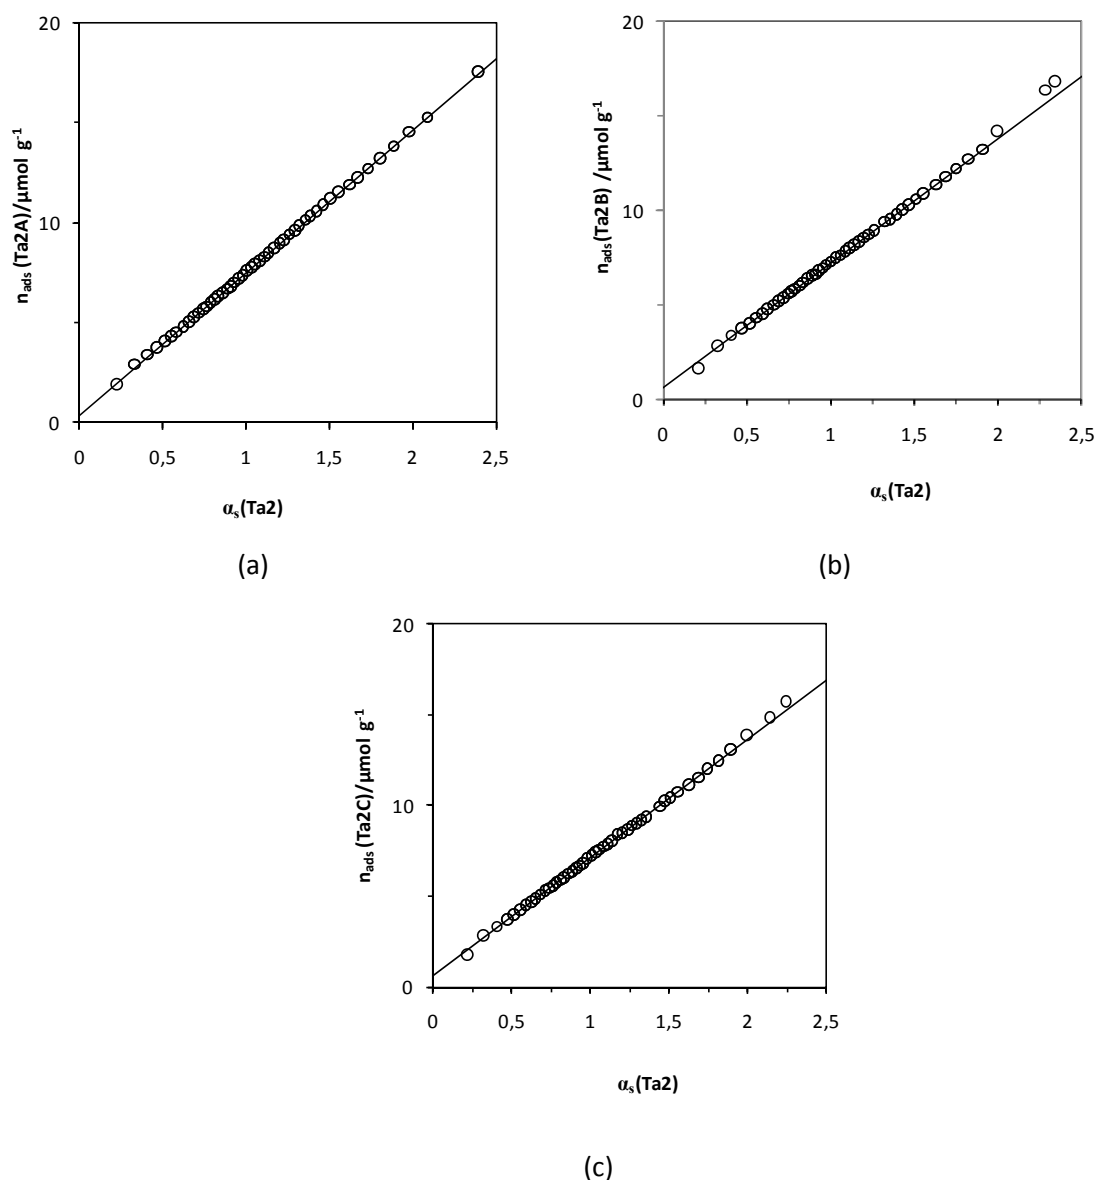 20
10
0
0 0,5 1 1,5 2 2,5
n_ads (Ta2A)/µmol g⁻¹
α_s(Ta2)
(a)
20
10
0
0 0,5 1 1,5 2 2,5
n_ads(Ta2B) /µmol g⁻¹
α_s(Ta2)
(b)
20
10
0
0 0,5 1 1,5 2 2,5
n_ads (Ta2C)/µmol g⁻¹
α_s(Ta2)
(c)